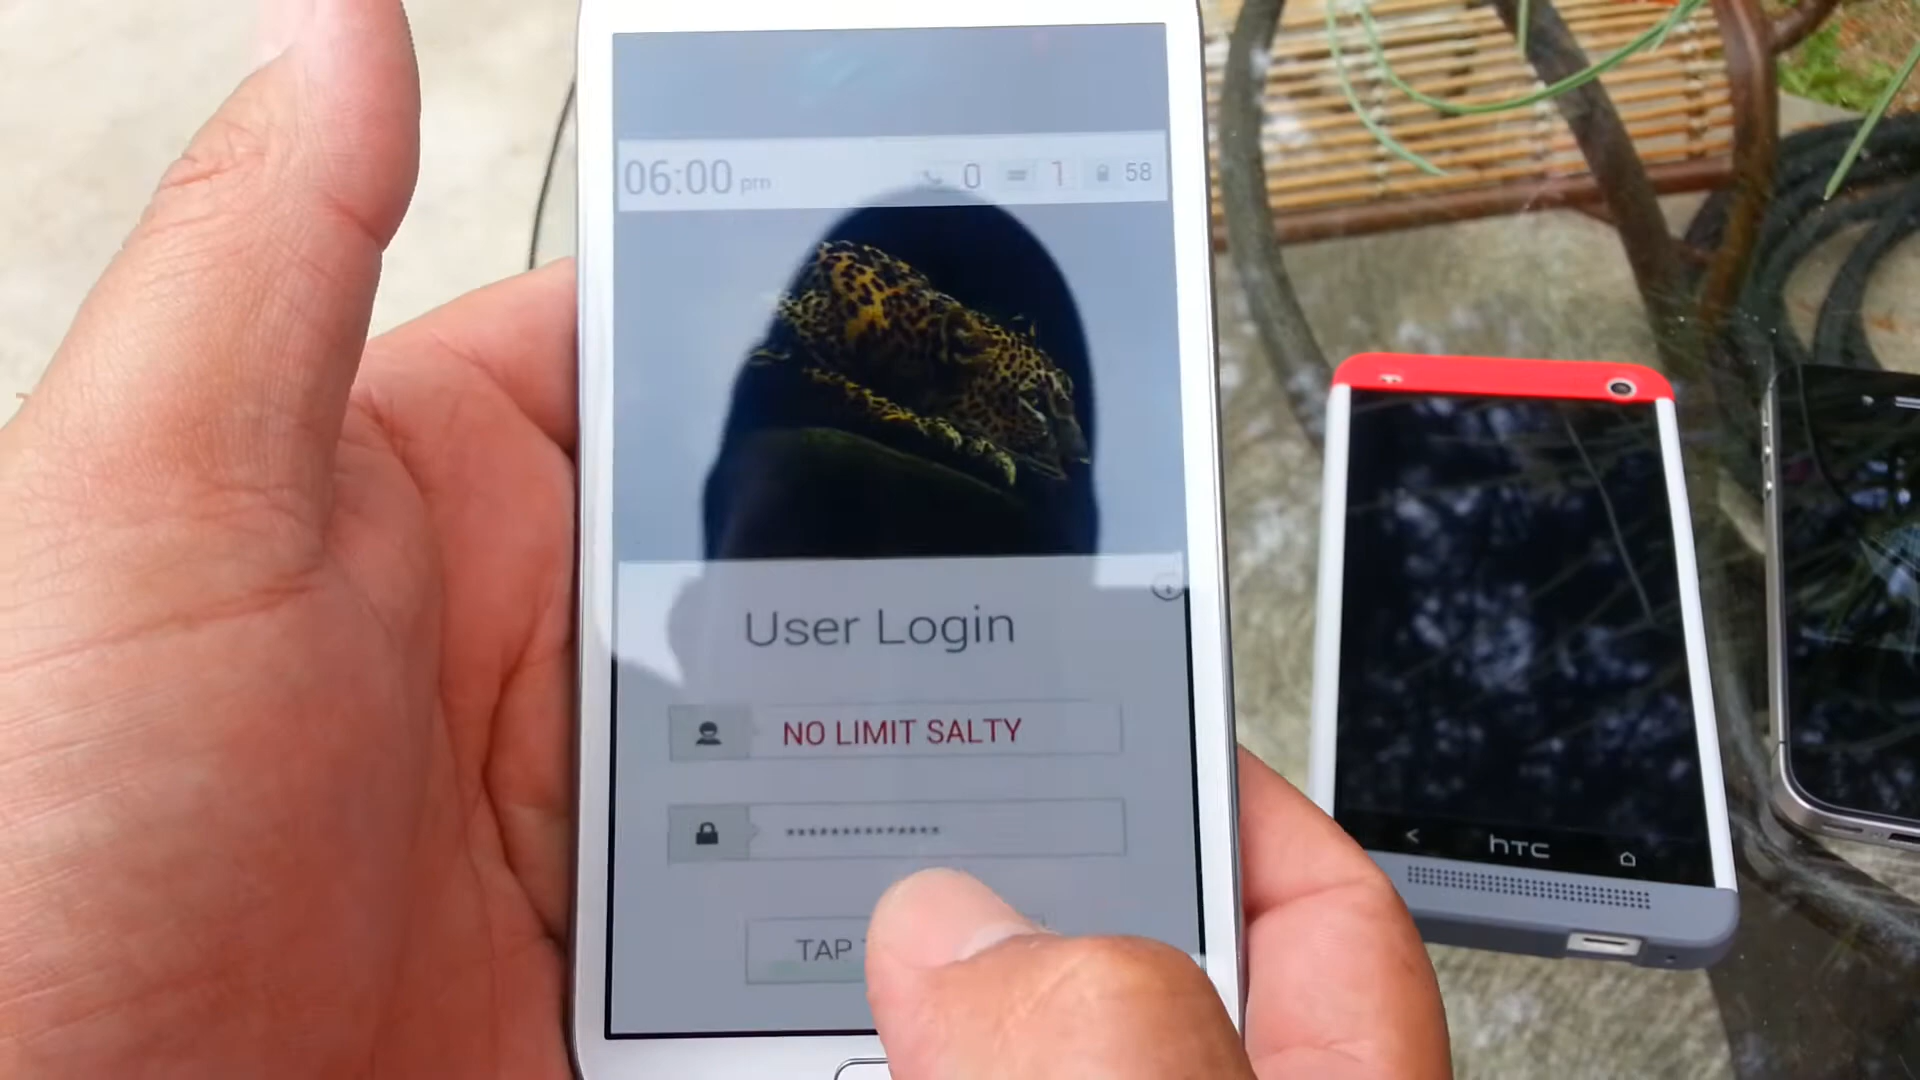 06:00 pm 0 1 58
User Login
NO LIMIT SALTY
**************
TAP
hTC